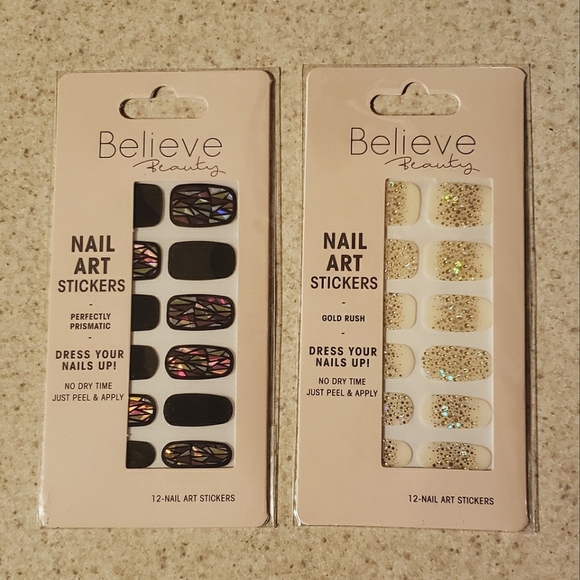 Believe
Beauty
NAIL
ART
STICKERS
-
PERFECTLY
PRISMATIC
-
DRESS YOUR
NAILS UP!
NO DRY TIME
JUST PEEL & APPLY
12-NAIL ART STICKERS
Believe
Beauty
NAIL
ART
STICKERS
-
GOLD RUSH
-
DRESS YOUR
NAILS UP!
NO DRY TIME
JUST PEEL & APPLY
12-NAIL ART STICKERS